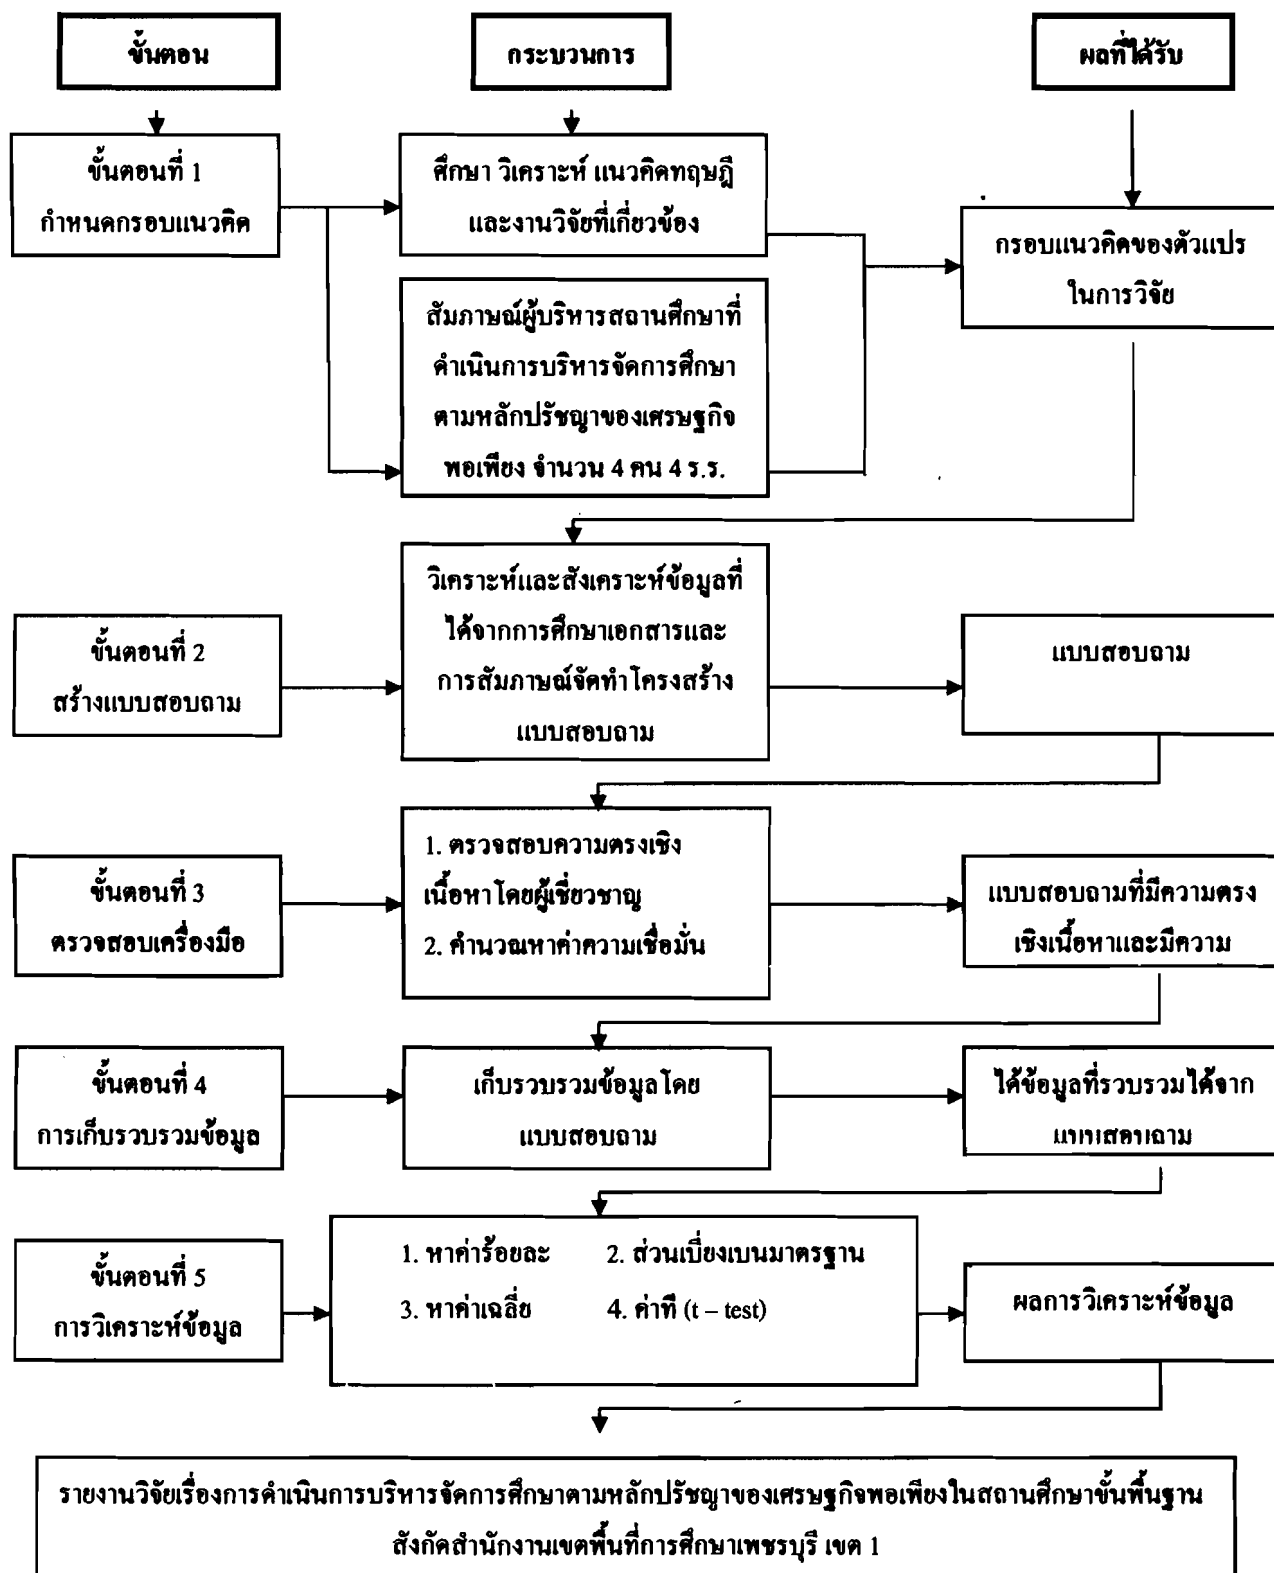 ขั้นตอน
กระบวนการ
ผลที่ได้รับ
ขั้นตอนที่ 1
กำหนดกรอบแนวคิด
ศึกษา วิเคราะห์ แนวคิดทฤษฎี
และงานวิจัยที่เกี่ยวข้อง
กรอบแนวคิดของตัวแปร
ในการวิจัย
สัมภาษณ์ผู้บริหารสถานศึกษาที่
ดำเนินการบริหารจัดการศึกษา
ตามหลักปรัชญาของเศรษฐกิจ
พอเพียง จำนวน 4 คน 4 ร.ร.
ขั้นตอนที่ 2
สร้างแบบสอบถาม
วิเคราะห์และสังเคราะห์ข้อมูลที่
ได้จากการศึกษาเอกสารและ
การสัมภาษณ์จัดทำโครงสร้าง
แบบสอบถาม
แบบสอบถาม
ขั้นตอนที่ 3
ตรวจสอบเครื่องมือ
1. ตรวจสอบความตรงเชิง
เนื้อหาโดยผู้เชี่ยวชาญ
2. คำนวณหาค่าความเชื่อมั่น
แบบสอบถามที่มีความตรง
เชิงเนื้อหาและมีความ
ขั้นตอนที่ 4
การเก็บรวบรวมข้อมูล
เก็บรวบรวมข้อมูลโดย
แบบสอบถาม
ได้ข้อมูลที่รวบรวมได้จาก
แบบสอบถาม
ขั้นตอนที่ 5
การวิเคราะห์ข้อมูล
1. หาค่าร้อยละ 2. ส่วนเบี่ยงเบนมาตรฐาน
3. หาค่าเฉลี่ย 4. ค่าที (t – test)
ผลการวิเคราะห์ข้อมูล
รายงานวิจัยเรื่องการดำเนินการบริหารจัดการศึกษาตามหลักปรัชญาของเศรษฐกิจพอเพียงในสถานศึกษาขั้นพื้นฐาน
สังกัดสำนักงานเขตพื้นที่การศึกษาเพชรบุรี เขต 1